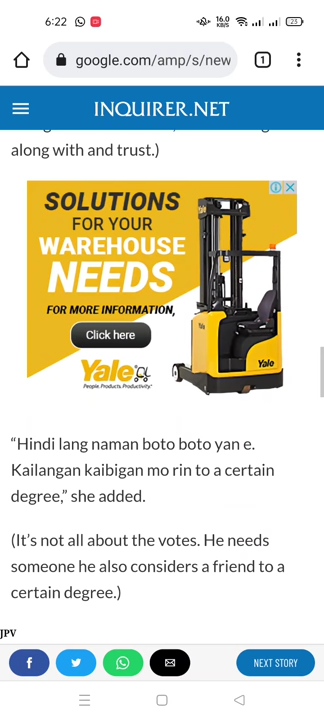 6:22
16.0
KB/S
23
google.com/amp/s/new
1
INQUIRER.NET
along with and trust.)
SOLUTIONS
FOR YOUR
WAREHOUSE
NEEDS
FOR MORE INFORMATION,
Click here
Yale
People. Products. Productivity.
Yale
Yale
“Hindi lang naman boto boto yan e.
Kailangan kaibigan mo rin to a certain
degree,” she added.
(It’s not all about the votes. He needs
someone he also considers a friend to a
certain degree.)
JPV
f
NEXT STORY